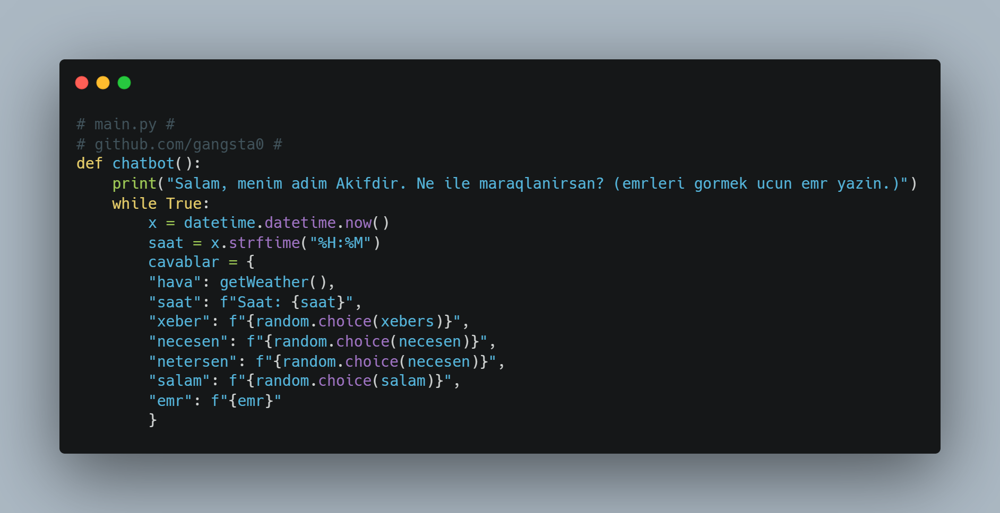 # main.py #
# github.com/gangsta0 #
def chatbot():
    print("Salam, menim adim Akifdir. Ne ile maraqlanirsan? (emrleri gormek ucun emr yazin.)")
    while True:
        x = datetime.datetime.now()
        saat = x.strftime("%H:%M")
        cavablar = {
        "hava": getWeather(),
        "saat": f"Saat: {saat}",
        "xeber": f"{random.choice(xebers)}",
        "necesen": f"{random.choice(necesen)}",
        "netersen": f"{random.choice(necesen)}",
        "salam": f"{random.choice(salam)}",
        "emr": f"{emr}"
        }